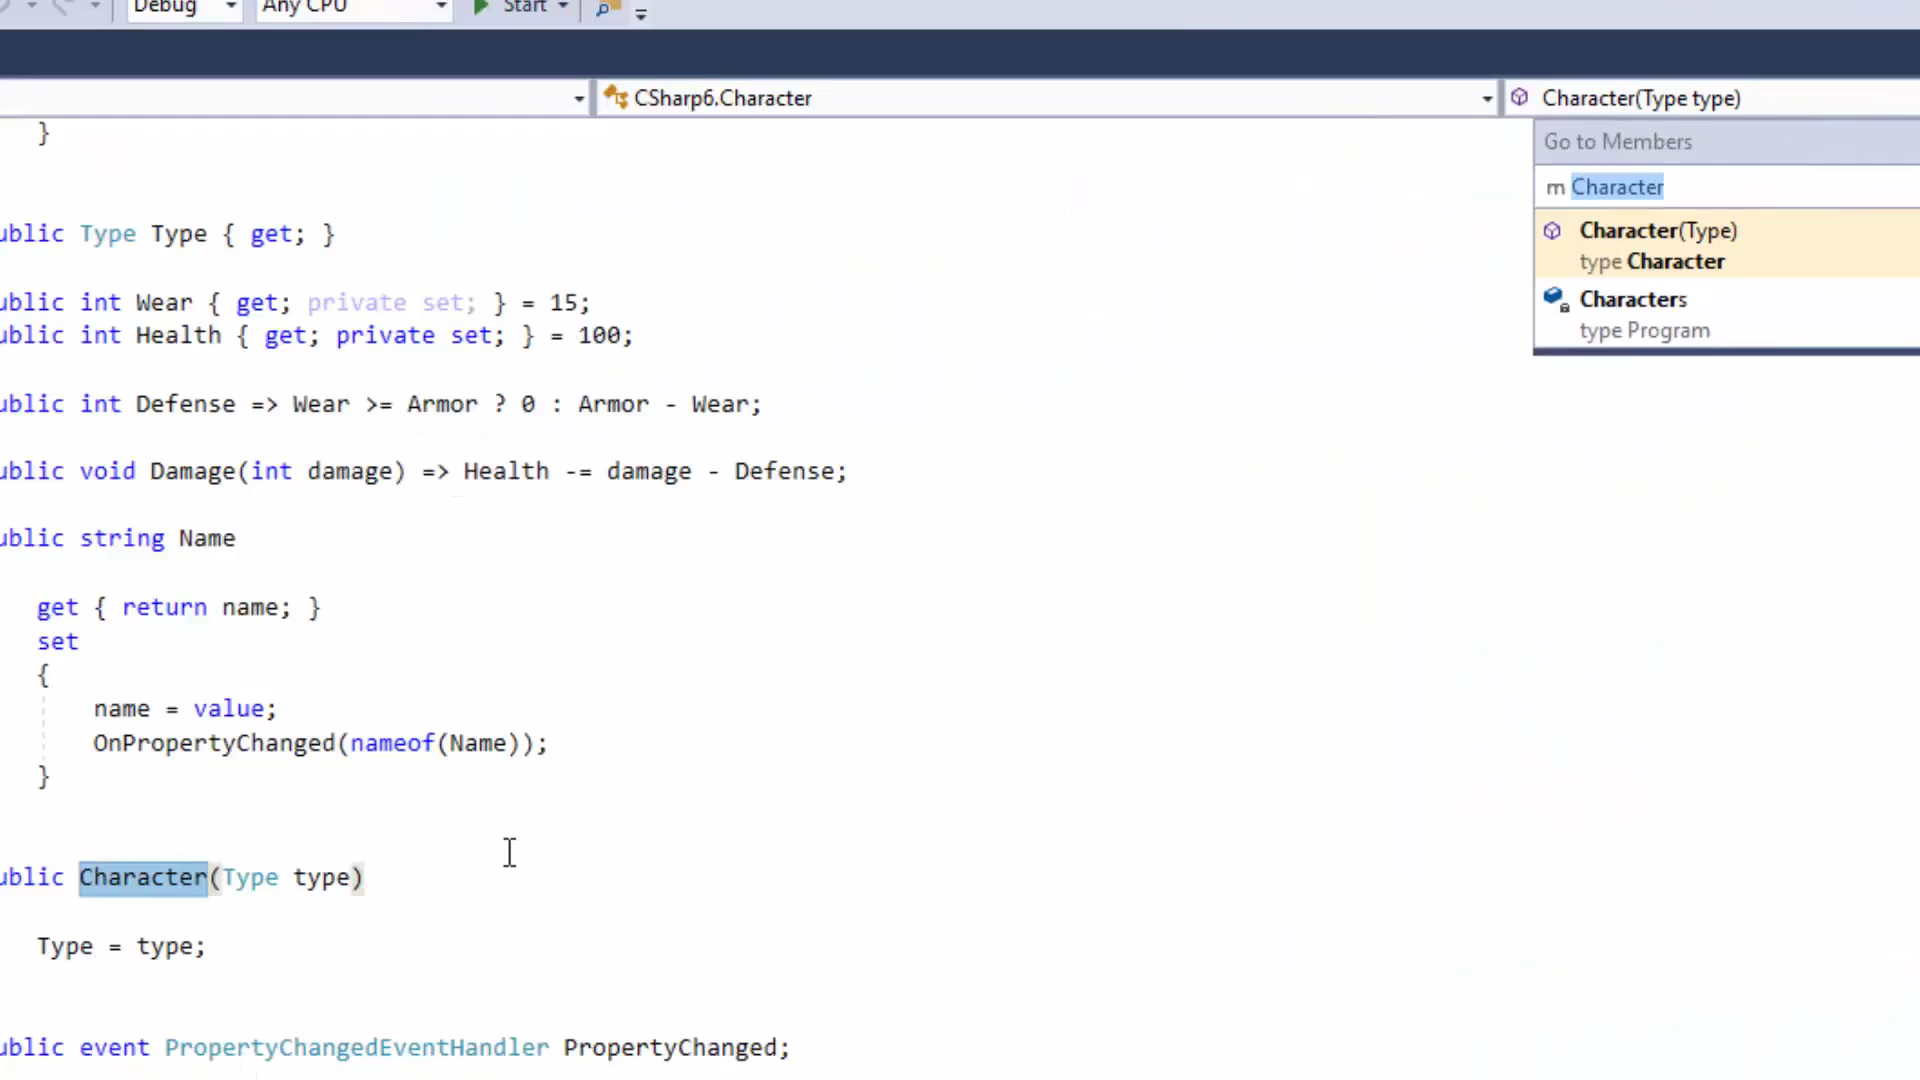 Debug Any CPU Start
CSharp6.Character Character(Type type)
}
Go to Members
m Character
Character(Type)
type Character
Characters
type Program
ublic Type Type { get; }
ublic int Wear { get; private set; } = 15;
ublic int Health { get; private set; } = 100;
ublic int Defense => Wear >= Armor ? 0 : Armor - Wear;
ublic void Damage(int damage) => Health -= damage - Defense;
ublic string Name
get { return name; }
set
{
name = value;
OnPropertyChanged(nameof(Name));
}
ublic Character(Type type)
Type = type;
ublic event PropertyChangedEventHandler PropertyChanged;